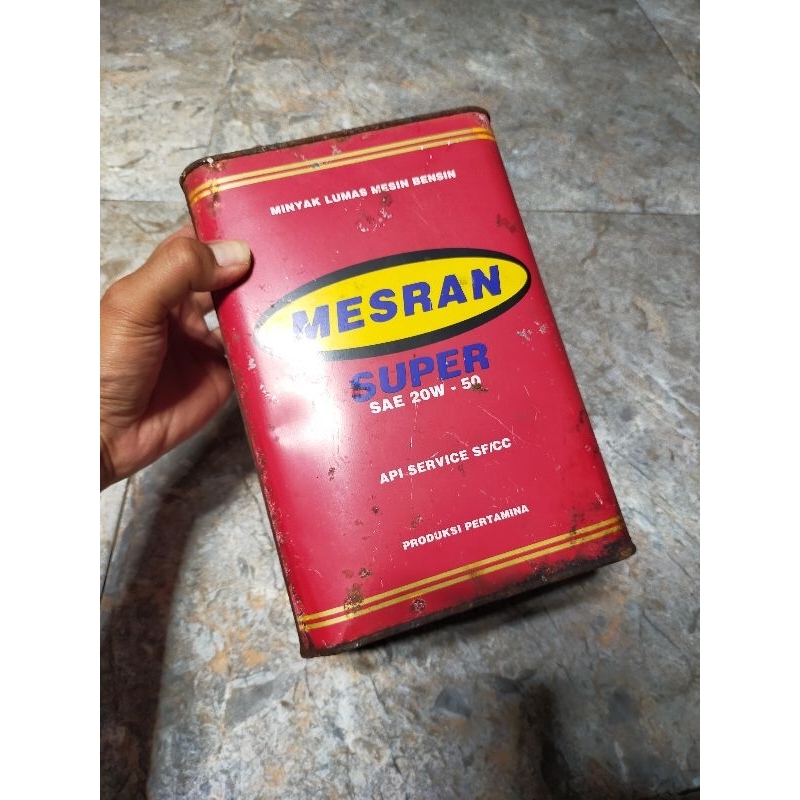 MINYAK LUMAS MESIN BENSIN
MESRAN
SUPER
SAE 20W - 50
API SERVICE SF/CC
PRODUKSI PERTAMINA